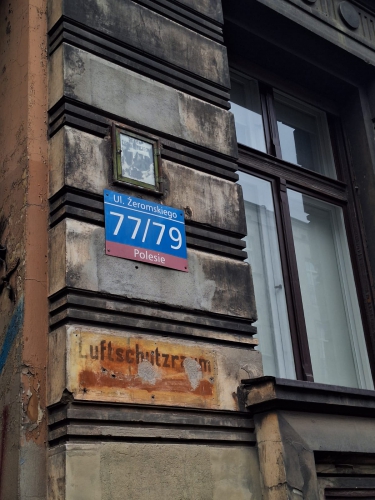 Ul. Żeromskiego
77/79
Polesie
Luftschutzraum